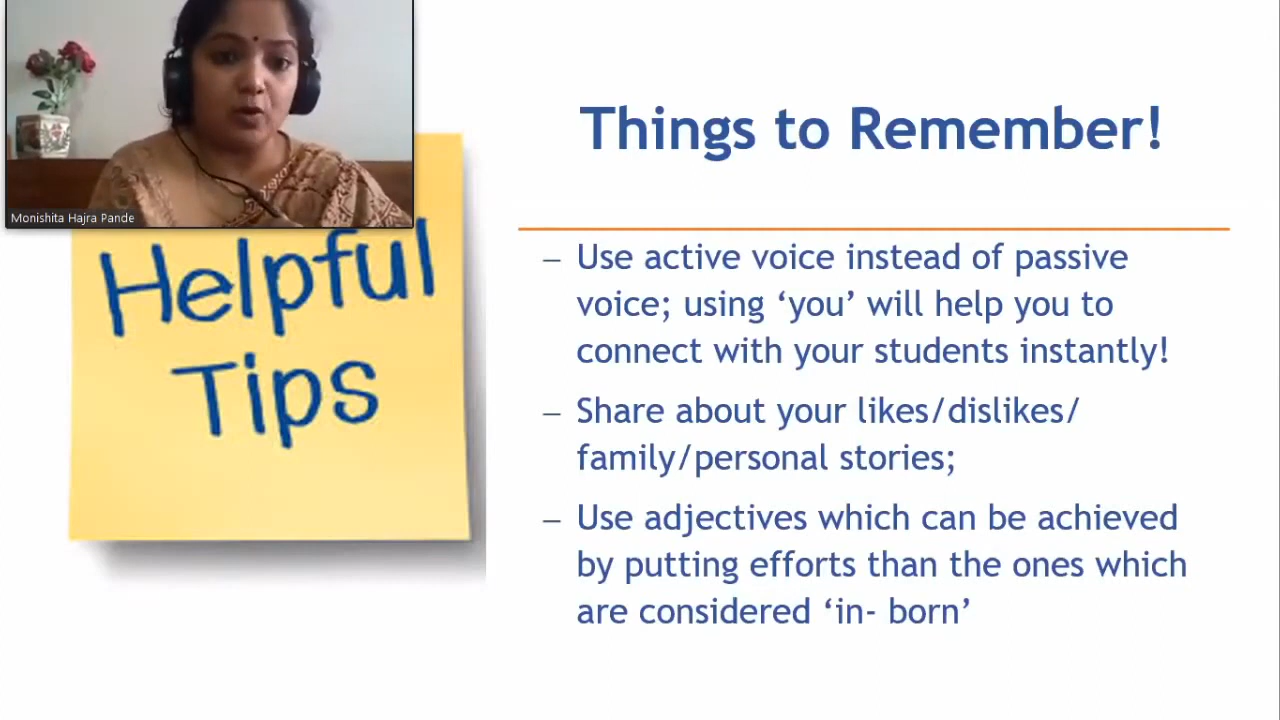 Monishita Hajra Pande
Helpful
Tips
Things to Remember!
– Use active voice instead of passive
voice; using ‘you’ will help you to
connect with your students instantly!
– Share about your likes/dislikes/
family/personal stories;
– Use adjectives which can be achieved
by putting efforts than the ones which
are considered ‘in- born’